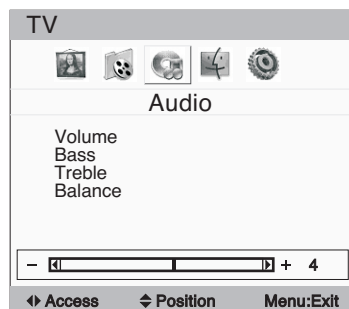 TV
Audio
Volume
Bass
Treble
Balance
- + 4
Access Position Menu:Exit